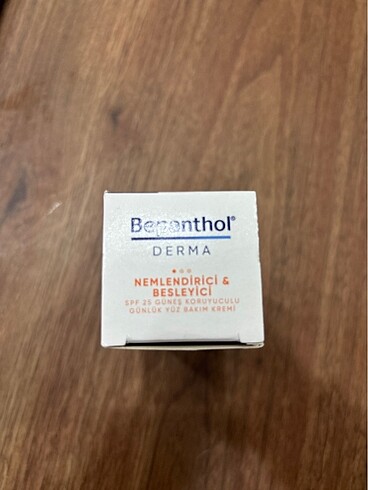 Bepanthol®
DERMA
NEMLENDİRİCİ &
BESLEYİCİ
SPF 25 GÜNEŞ KORUYUCULU
GÜNLÜK YÜZ BAKIM KREMİ